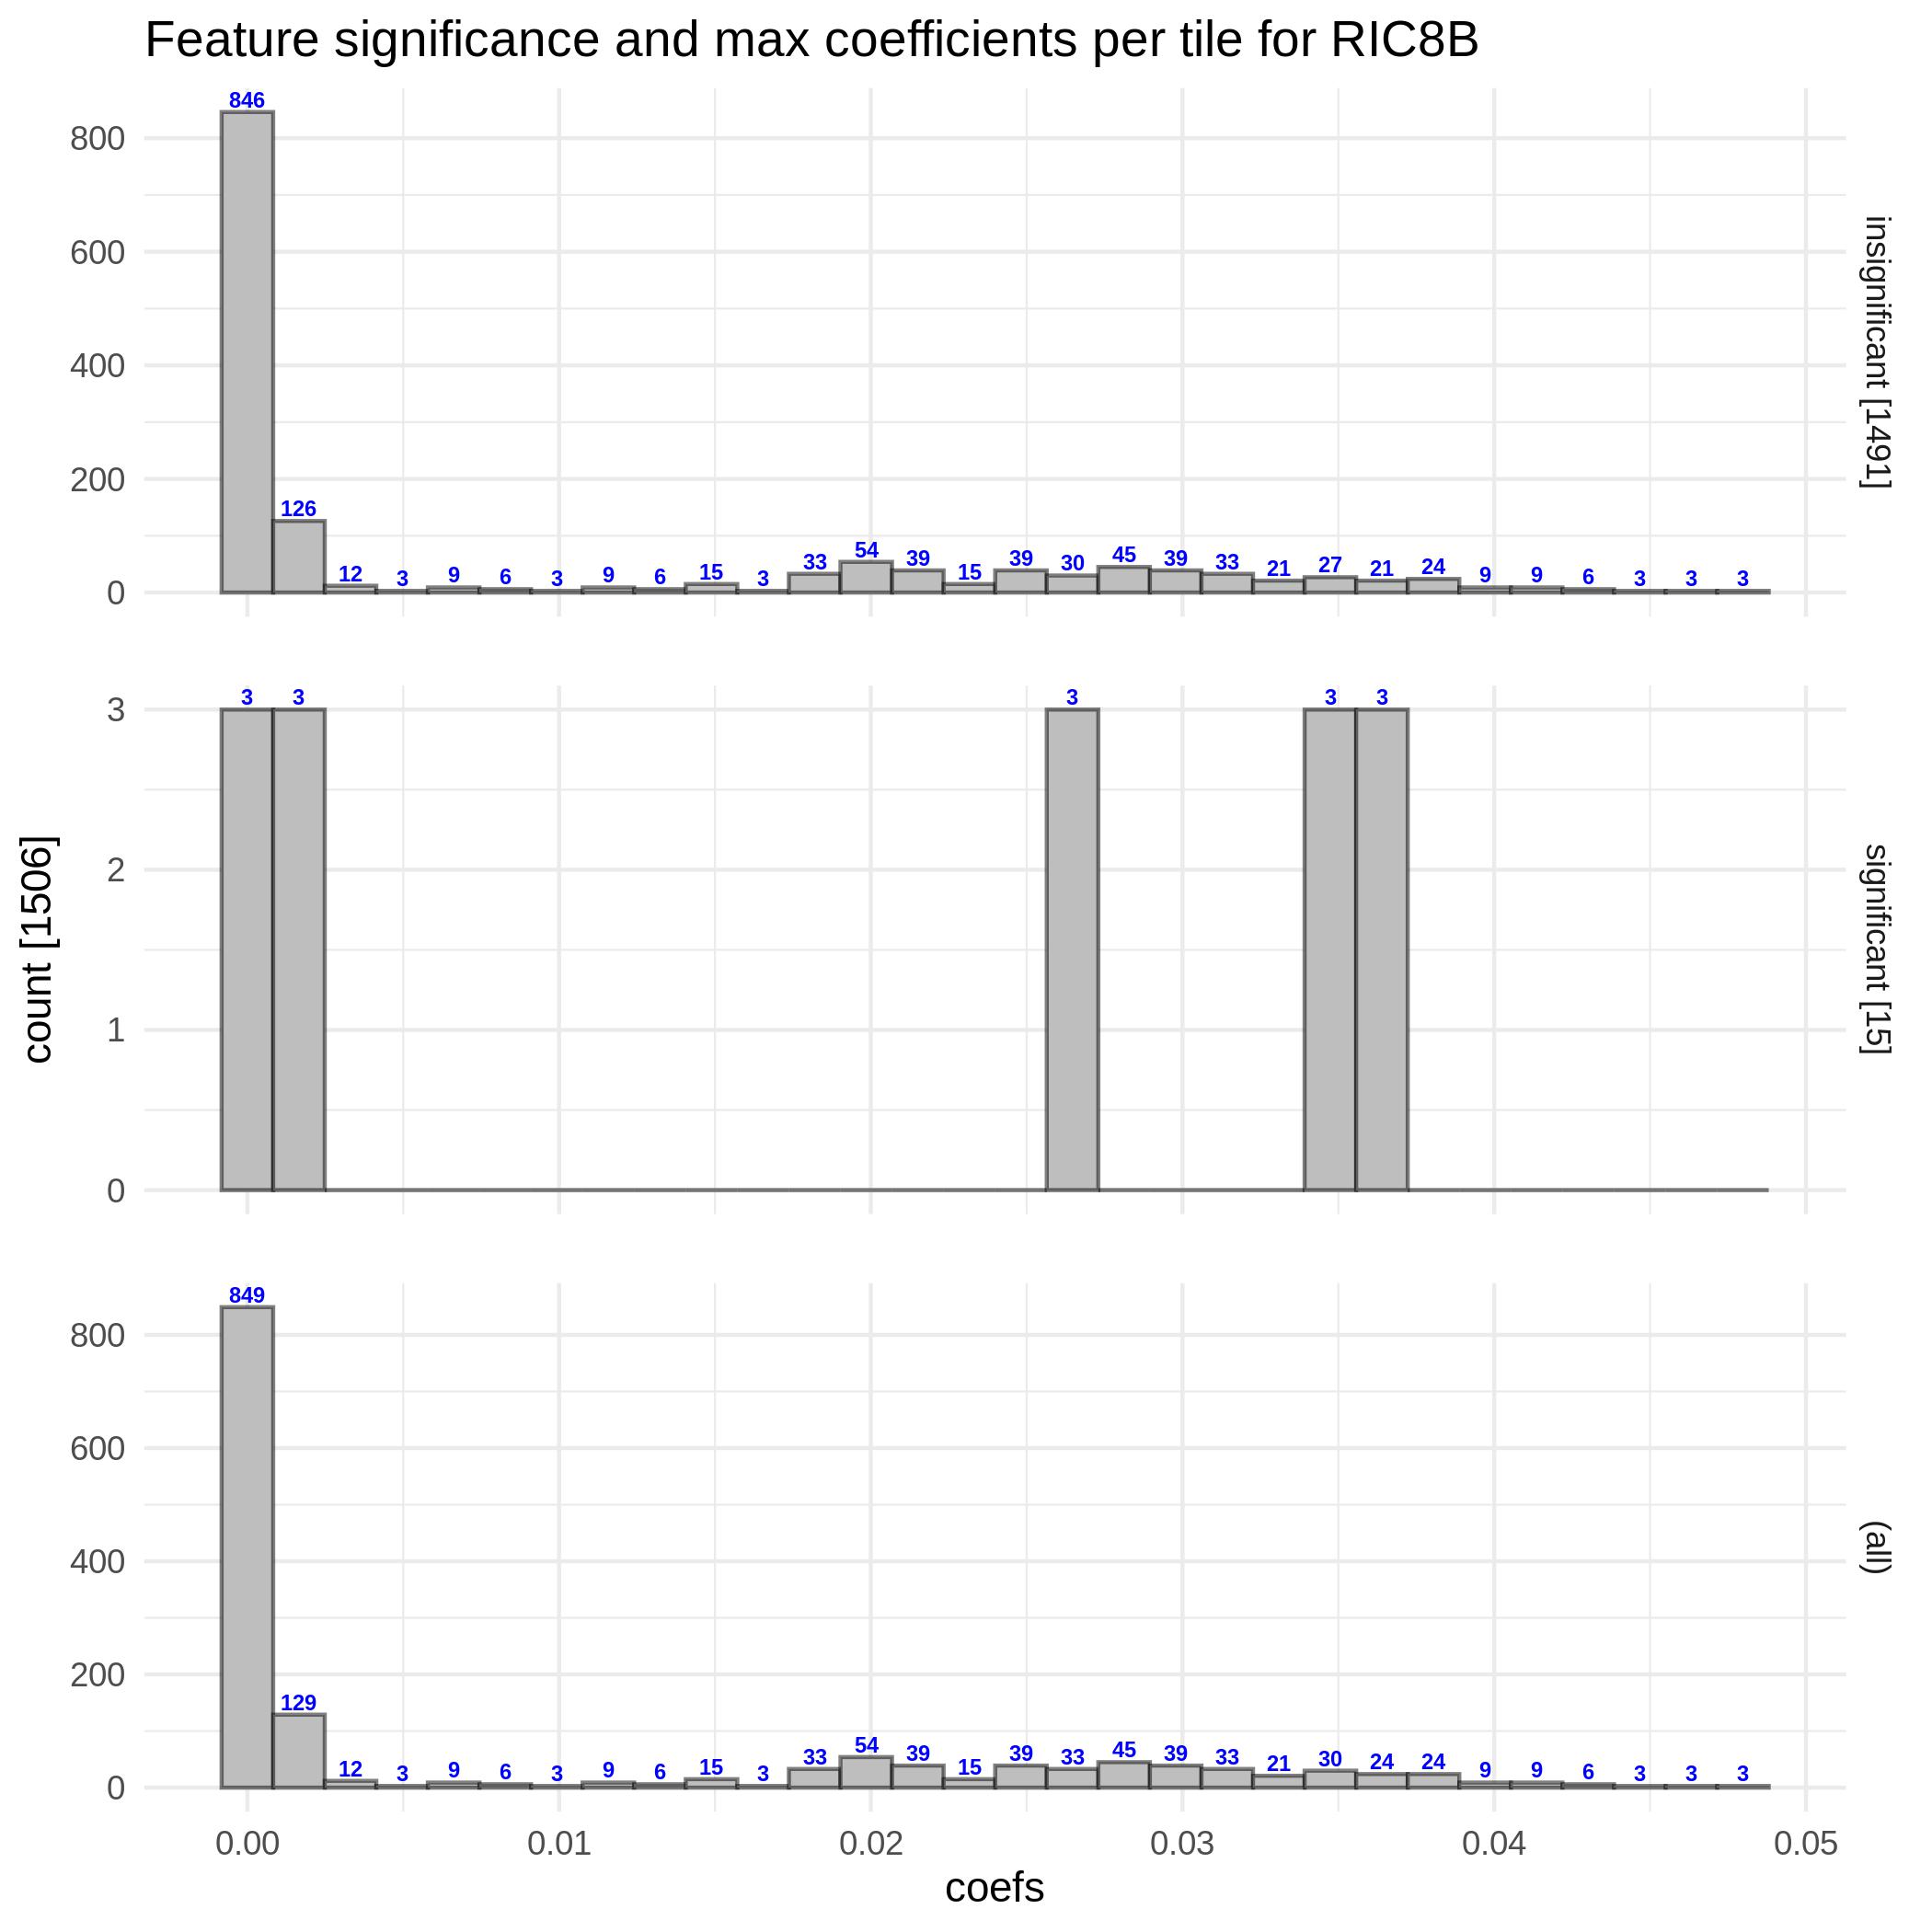 Feature significance and max coefficients per tile for RIC8B
846
126 12 3 9 6 3 9 6 15 3 33 54 39 15 39 30 45 39 33 21 27 21 24 9 9 6 3 3 3
800
600
400
200
0
insignificant [1491]
3 3 3 3 3
3
2
1
0
significant [15]
count [1506]
849
129 12 3 9 6 3 9 6 15 3 33 54 39 15 39 33 45 39 33 21 30 24 24 9 9 6 3 3 3
800
600
400
200
0
(all)
0.00 0.01 0.02 0.03 0.04 0.05
coefs